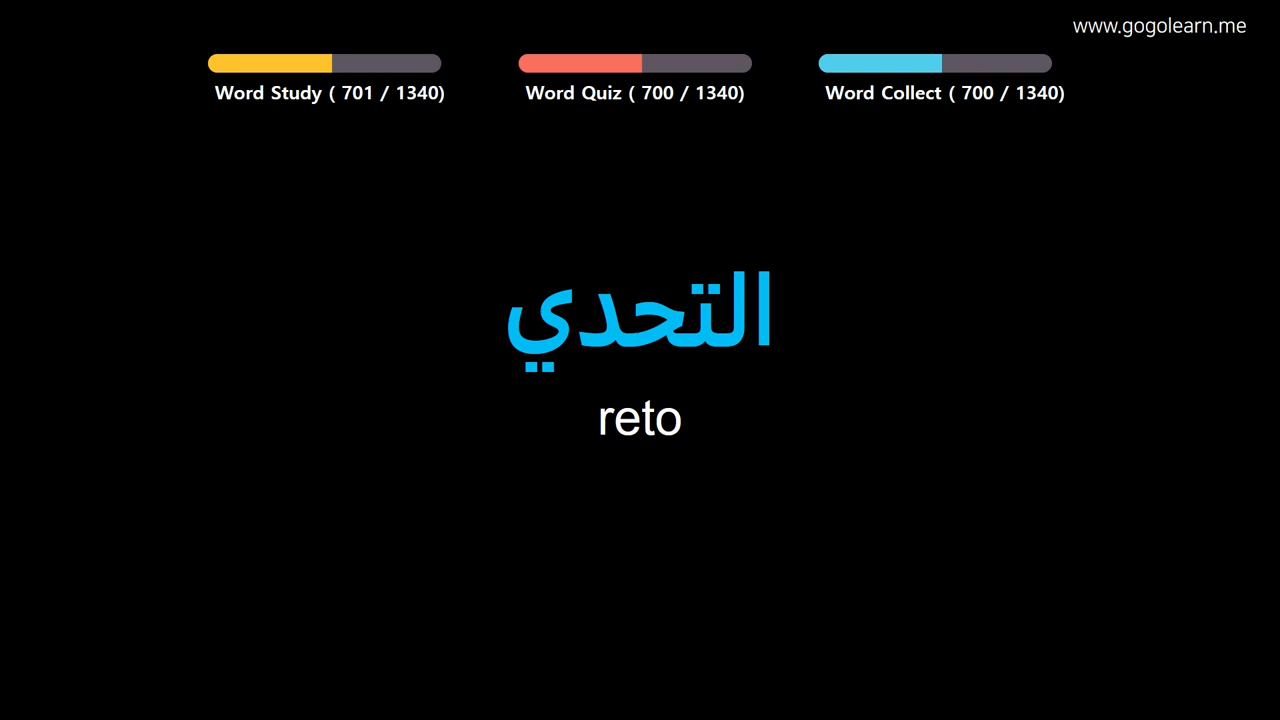 www.gogolearn.me
Word Study ( 701 / 1340)
Word Quiz ( 700 / 1340)
Word Collect ( 700 / 1340)
التحدي
reto